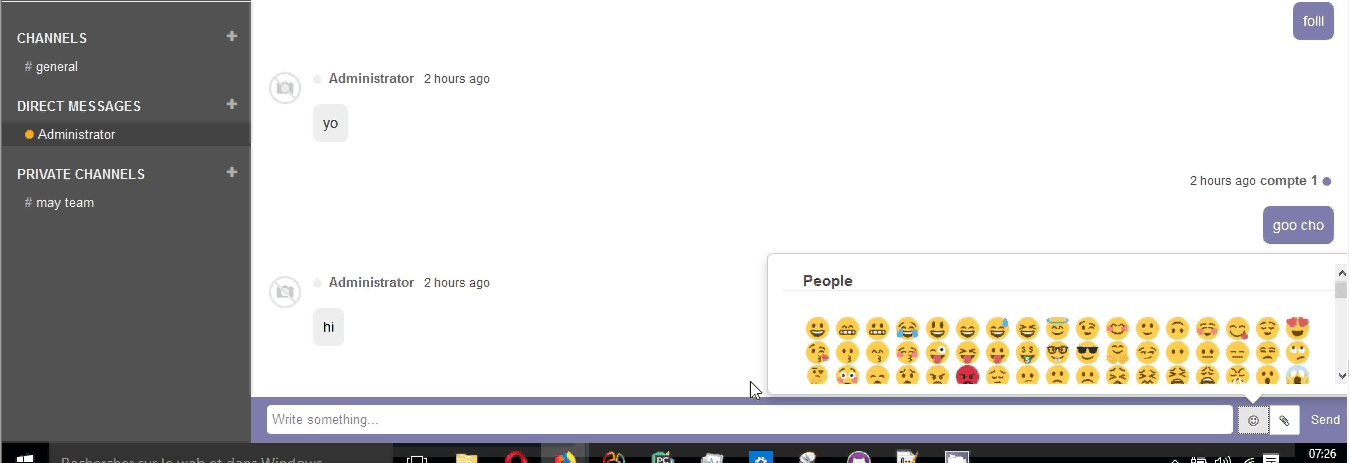 CHANNELS +
# general
DIRECT MESSAGES +
Administrator
PRIVATE CHANNELS +
# may team
folll
Administrator 2 hours ago
yo
2 hours ago compte 1
goo cho
Administrator 2 hours ago
hi
People
Write something...
Send
Rechercher sur le web et dans Windows
07:26